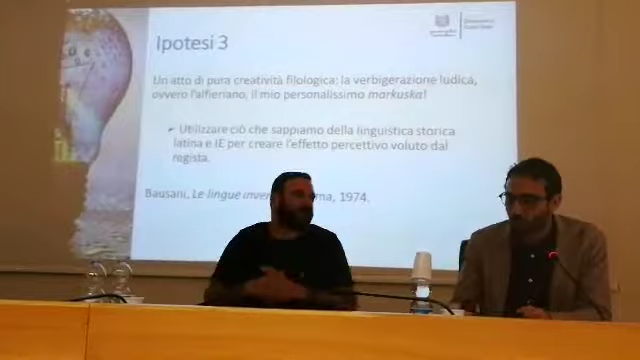 Ipotesi 3
Un atto di pura creatività filologica: la verbigerazione ludica,
ovvero l'alfieriano, il mio personalissimo markuska!
Utilizzare ciò che sappiamo della linguistica storica
latina e IE per creare l'effetto percettivo voluto dal
regista.
Bausani, Le lingue inven ma, 1974.